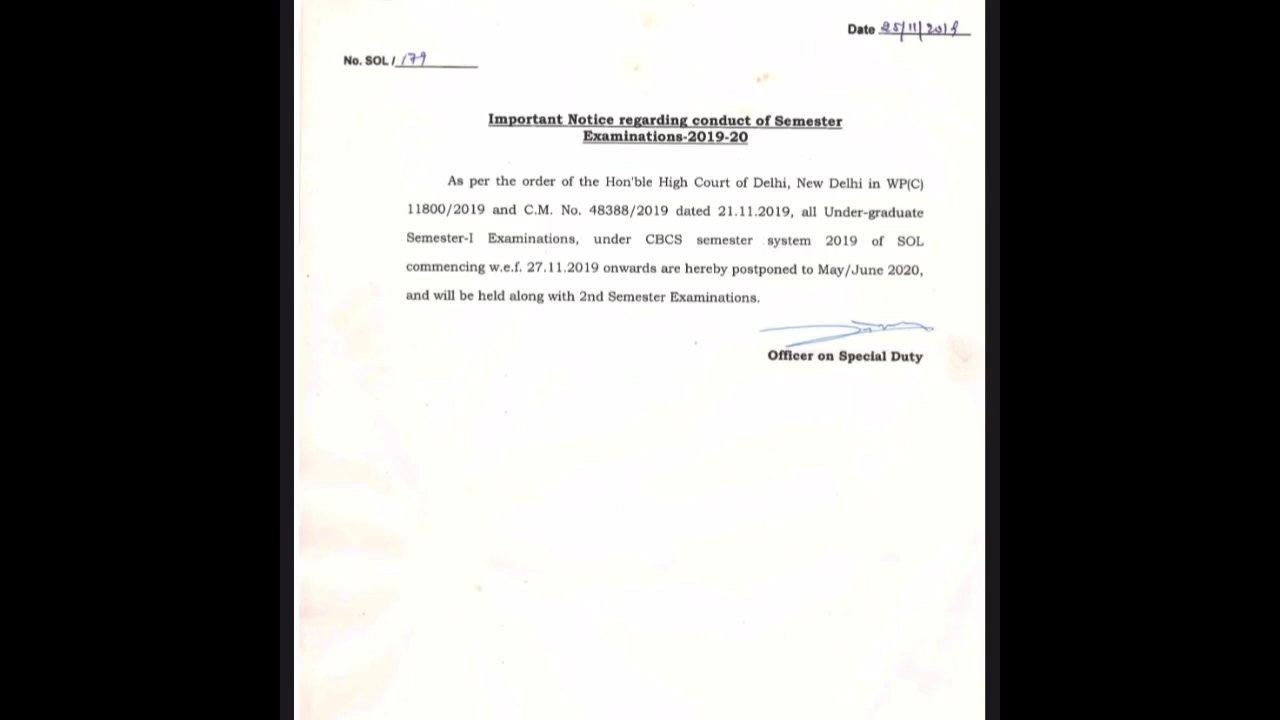 Date 25/11/2019
No. SOL/ 179
Important Notice regarding conduct of Semester
Examinations-2019-20
As per the order of the Hon'ble High Court of Delhi, New Delhi in WP(C)
11800/2019 and C.M. No. 48388/2019 dated 21.11.2019, all Under-graduate
Semester-I Examinations, under CBCS semester system 2019 of SOL
commencing w.e.f. 27.11.2019 onwards are hereby postponed to May/June 2020,
and will be held along with 2nd Semester Examinations.
Officer on Special Duty